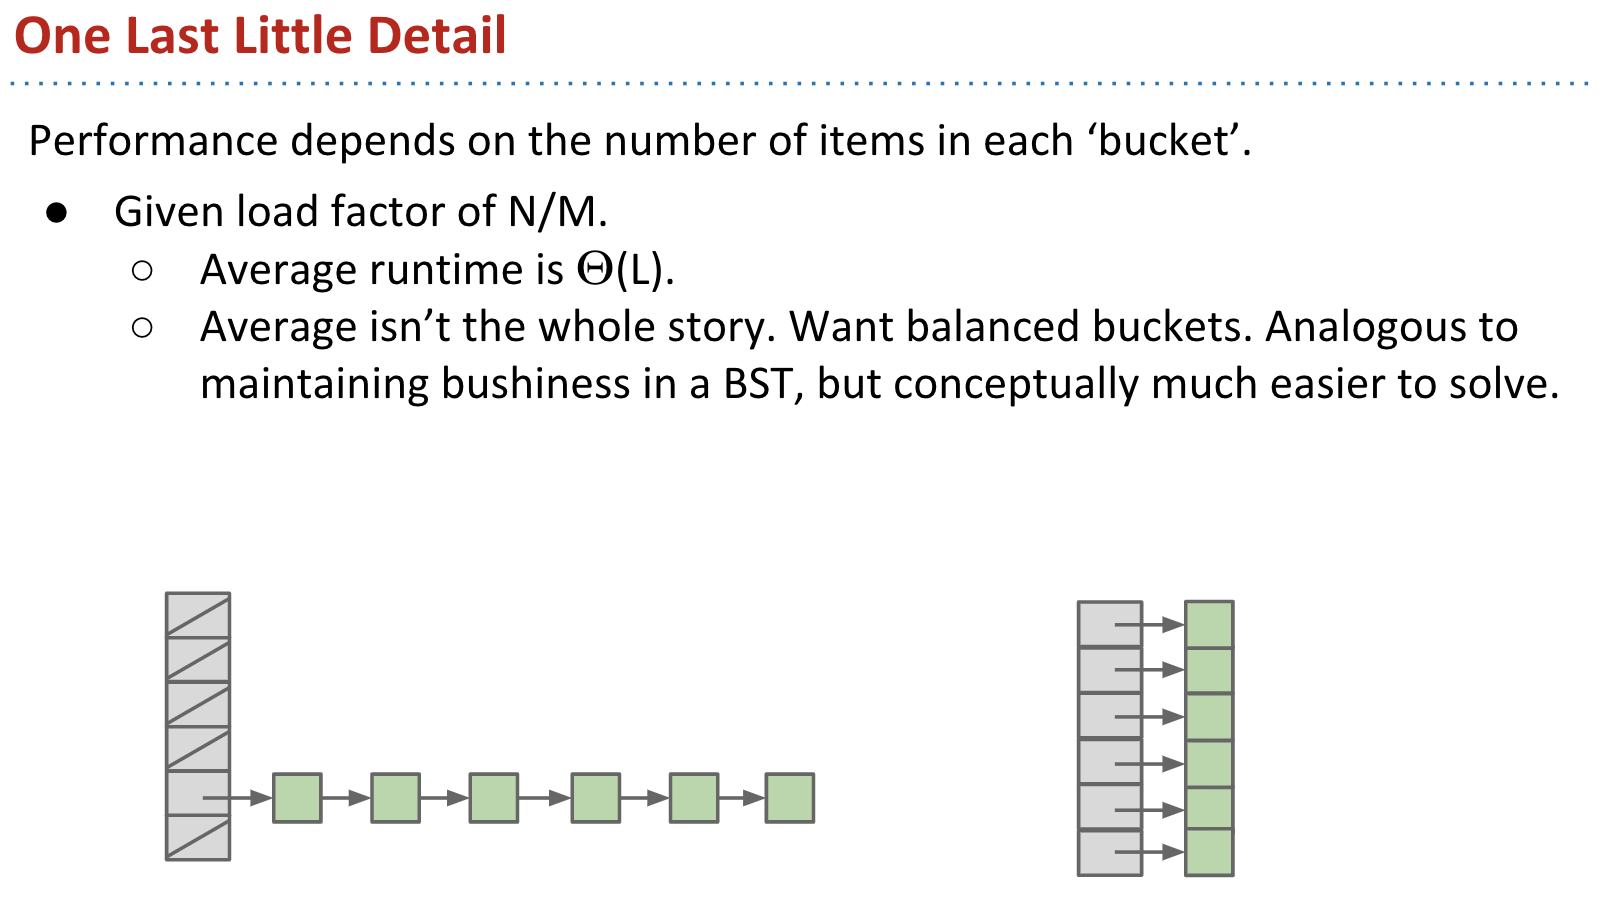 One Last Little Detail
Performance depends on the number of items in each ‘bucket’.
● Given load factor of N/M.
○ Average runtime is Θ(L).
○ Average isn’t the whole story. Want balanced buckets. Analogous to
maintaining bushiness in a BST, but conceptually much easier to solve.